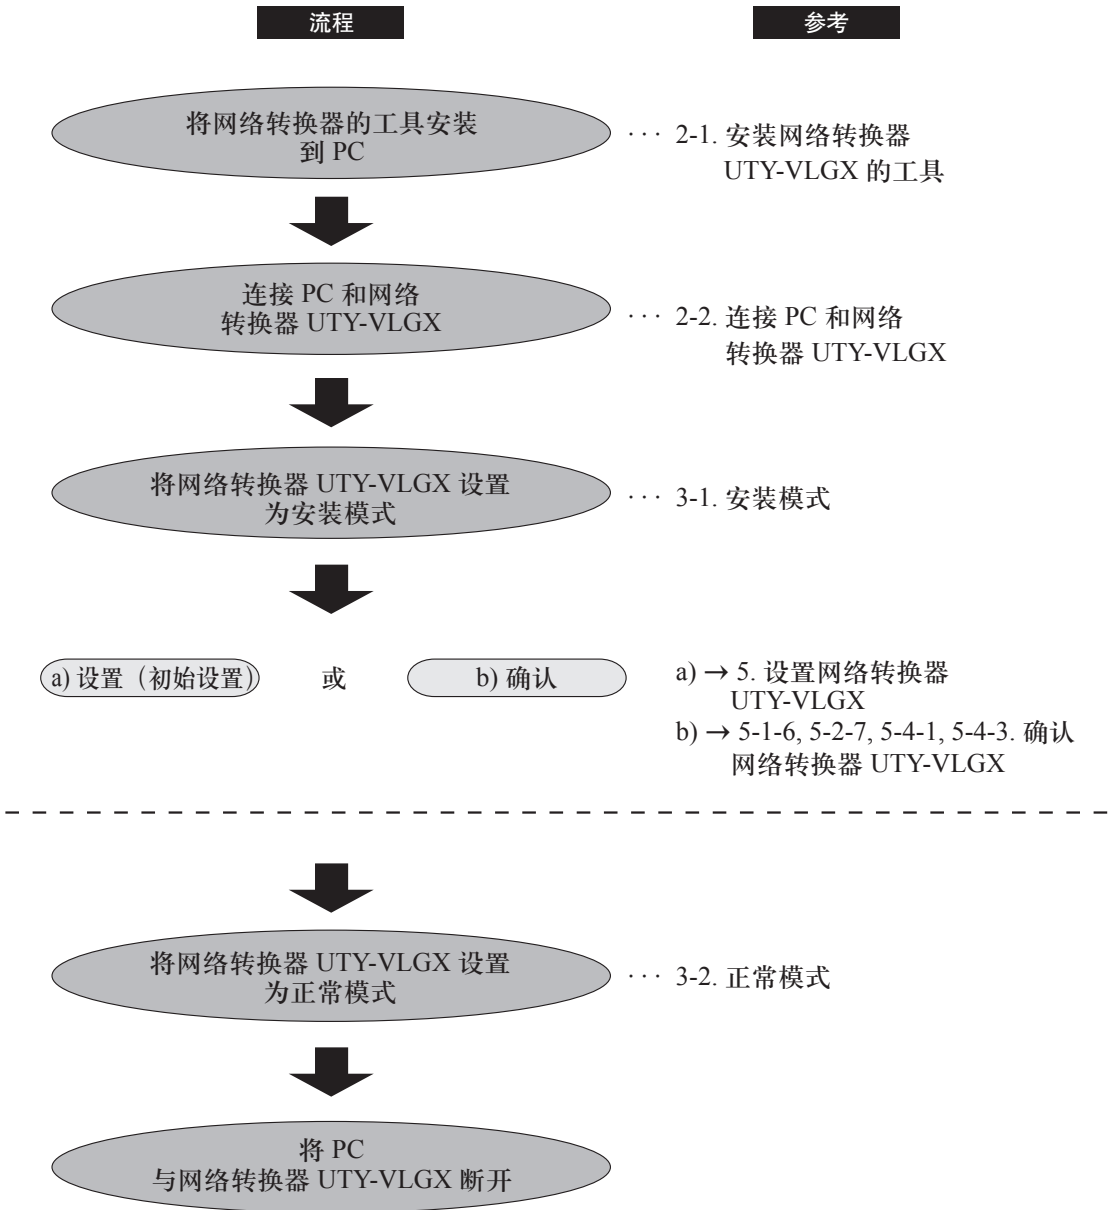 流程
参考
将网络转换器的工具安装
到 PC
··· 2-1. 安装网络转换器
UTY-VLGX 的工具
连接 PC 和网络
转换器 UTY-VLGX
··· 2-2. 连接 PC 和网络
转换器 UTY-VLGX
将网络转换器 UTY-VLGX 设置
为安装模式
··· 3-1. 安装模式
a) 设置（初始设置）
或
b) 确认
a) → 5. 设置网络转换器
UTY-VLGX
b) → 5-1-6, 5-2-7, 5-4-1, 5-4-3. 确认
网络转换器 UTY-VLGX
将网络转换器 UTY-VLGX 设置
为正常模式
··· 3-2. 正常模式
将 PC
与网络转换器 UTY-VLGX 断开